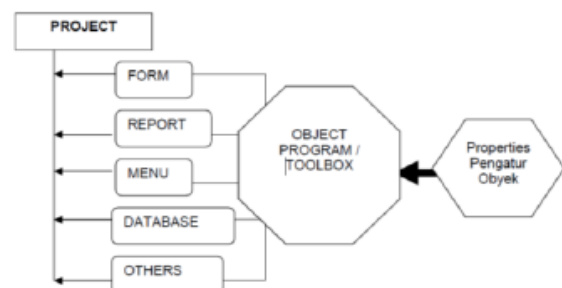 PROJECT
FORM
REPORT
MENU
DATABASE
OTHERS
OBJECT
PROGRAM /
TOOLBOX
Properties
Pengatur
Obyek